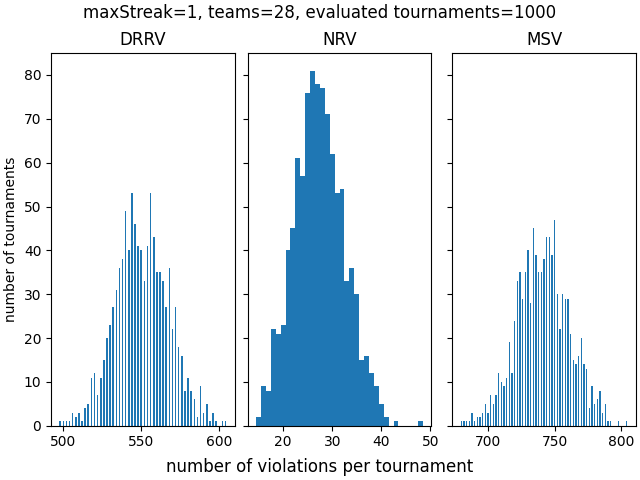 maxStreak=1, teams=28, evaluated tournaments=1000
DRRV NRV MSV
number of tournaments
80
70
60
50
40
30
20
10
0
500 550 600 20 30 40 50 700 750 800
number of violations per tournament